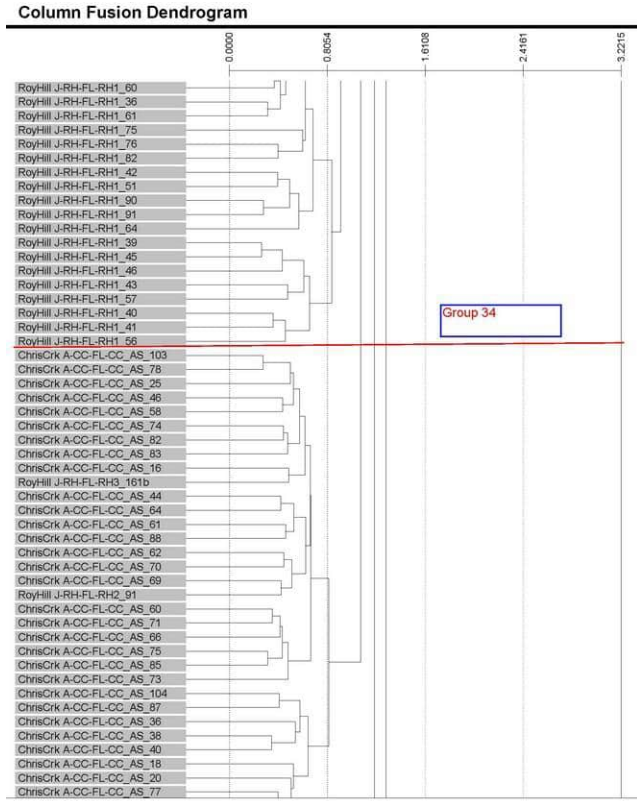 Column Fusion Dendrogram
0.0000
0.8054
1.6108
2.4161
3.2215
RoyHill J-RH-FL-RH1_60
RoyHill J-RH-FL-RH1_36
RoyHill J-RH-FL-RH1_61
RoyHill J-RH-FL-RH1_75
RoyHill J-RH-FL-RH1_76
RoyHill J-RH-FL-RH1_82
RoyHill J-RH-FL-RH1_42
RoyHill J-RH-FL-RH1_51
RoyHill J-RH-FL-RH1_90
RoyHill J-RH-FL-RH1_91
RoyHill J-RH-FL-RH1_64
RoyHill J-RH-FL-RH1_39
RoyHill J-RH-FL-RH1_45
RoyHill J-RH-FL-RH1_46
RoyHill J-RH-FL-RH1_43
RoyHill J-RH-FL-RH1_57
RoyHill J-RH-FL-RH1_40
Group 34
RoyHill J-RH-FL-RH1_41
RoyHill J-RH-FL-RH1_56
ChrisCrk A-CC-FL-CC_AS_103
ChrisCrk A-CC-FL-CC_AS_78
ChrisCrk A-CC-FL-CC_AS_25
ChrisCrk A-CC-FL-CC_AS_46
ChrisCrk A-CC-FL-CC_AS_58
ChrisCrk A-CC-FL-CC_AS_74
ChrisCrk A-CC-FL-CC_AS_82
ChrisCrk A-CC-FL-CC_AS_83
ChrisCrk A-CC-FL-CC_AS_16
RoyHill J-RH-FL-RH3_161b
ChrisCrk A-CC-FL-CC_AS_44
ChrisCrk A-CC-FL-CC_AS_64
ChrisCrk A-CC-FL-CC_AS_61
ChrisCrk A-CC-FL-CC_AS_88
ChrisCrk A-CC-FL-CC_AS_62
ChrisCrk A-CC-FL-CC_AS_70
ChrisCrk A-CC-FL-CC_AS_69
RoyHill J-RH-FL-RH2_91
ChrisCrk A-CC-FL-CC_AS_60
ChrisCrk A-CC-FL-CC_AS_71
ChrisCrk A-CC-FL-CC_AS_66
ChrisCrk A-CC-FL-CC_AS_75
ChrisCrk A-CC-FL-CC_AS_85
ChrisCrk A-CC-FL-CC_AS_73
ChrisCrk A-CC-FL-CC_AS_104
ChrisCrk A-CC-FL-CC_AS_87
ChrisCrk A-CC-FL-CC_AS_36
ChrisCrk A-CC-FL-CC_AS_38
ChrisCrk A-CC-FL-CC_AS_40
ChrisCrk A-CC-FL-CC_AS_18
ChrisCrk A-CC-FL-CC_AS_20
ChrisCrk A-CC-FL-CC_AS_77